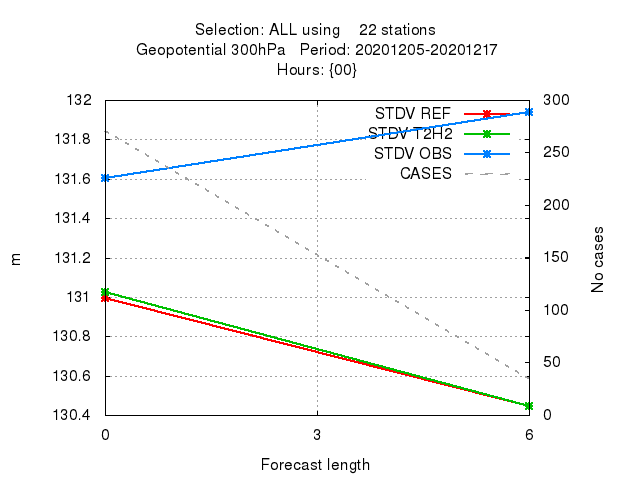 Selection: ALL using 22 stations
Geopotential 300hPa Period: 20201205-20201217
Hours: {00}
132 300
STDV REF
131.8 STDV T2H2 250
STDV OBS
131.6 CASES 200
131.4
131.2 150
m No cases
131 100
130.8
130.6 50
130.4 0
0 3 6
Forecast length